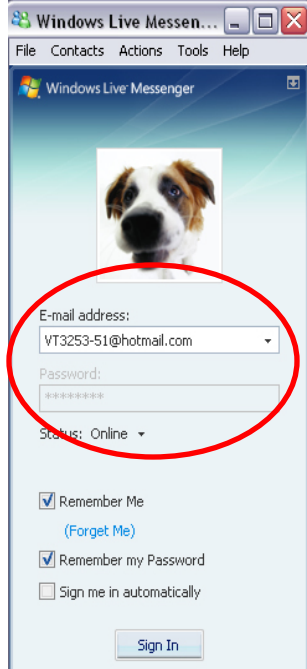 Windows Live Messen...
File Contacts Actions Tools Help
Windows Live Messenger
E-mail address:
VT3253-51@hotmail.com
Password:
********
Status: Online
Remember Me
(Forget Me)
Remember my Password
Sign me in automatically
Sign In